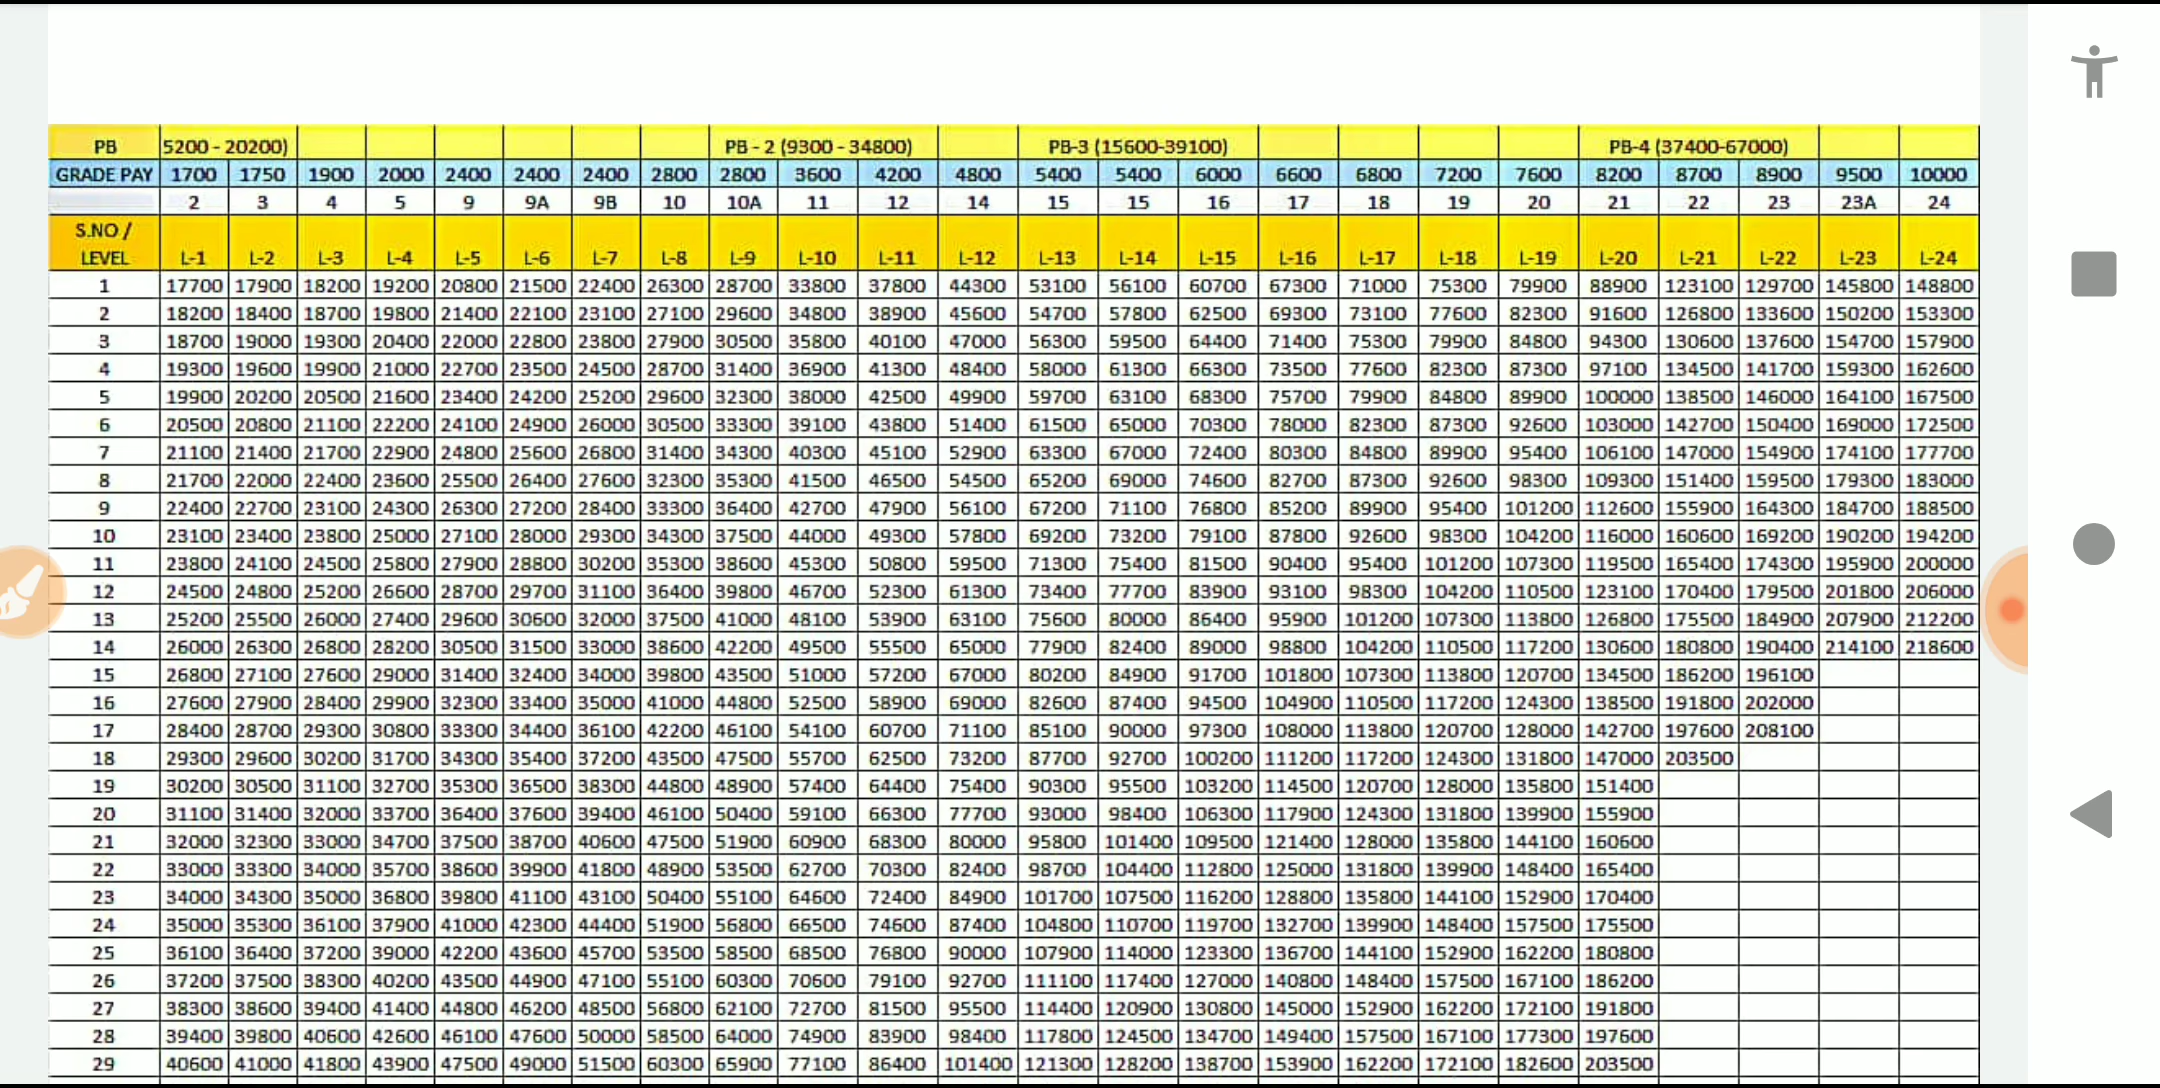 PB 5200 - 20200) PB - 2 (9300 - 34800) PB-3 (15600-39100) PB-4 (37400-67000)
GRADE PAY 1700 1750 1900 2000 2400 2400 2400 2800 2800 3600 4200 4800 5400 5400 6000 6600 6800 7200 7600 8200 8700 8900 9500 10000
2 3 4 5 9 9A 9B 10 10A 11 12 14 15 15 16 17 18 19 20 21 22 23 23A 24
S.NO /
LEVEL L-1 L-2 L-3 L-4 L-5 L-6 L-7 L-8 L-9 L-10 L-11 L-12 L-13 L-14 L-15 L-16 L-17 L-18 L-19 L-20 L-21 L-22 L-23 L-24
1 17700 17900 18200 19200 20800 21500 22400 26300 28700 33800 37800 44300 53100 56100 60700 67300 71000 75300 79900 88900 123100 129700 145800 148800
2 18200 18400 18700 19800 21400 22100 23100 27100 29600 34800 38900 45600 54700 57800 62500 69300 73100 77600 82300 91600 126800 133600 150200 153300
3 18700 19000 19300 20400 22000 22800 23800 27900 30500 35800 40100 47000 56300 59500 64400 71400 75300 79900 84800 94300 130600 137600 154700 157900
4 19300 19600 19900 21000 22700 23500 24500 28700 31400 36900 41300 48400 58000 61300 66300 73500 77600 82300 87300 97100 134500 141700 159300 162600
5 19900 20200 20500 21600 23400 24200 25200 29600 32300 38000 42500 49900 59700 63100 68300 75700 79900 84800 89900 100000 138500 146000 164100 167500
6 20500 20800 21100 22200 24100 24900 26000 30500 33300 39100 43800 51400 61500 65000 70300 78000 82300 87300 92600 103000 142700 150400 169000 172500
7 21100 21400 21700 22900 24800 25600 26800 31400 34300 40300 45100 52900 63300 67000 72400 80300 84800 89900 95400 106100 147000 154900 174100 177700
8 21700 22000 22400 23600 25500 26400 27600 32300 35300 41500 46500 54500 65200 69000 74600 82700 87300 92600 98300 109300 151400 159500 179300 183000
9 22400 22700 23100 24300 26300 27200 28400 33300 36400 42700 47900 56100 67200 71100 76800 85200 89900 95400 101200 112600 155900 164300 184700 188500
10 23100 23400 23800 25000 27100 28000 29300 34300 37500 44000 49300 57800 69200 73200 79100 87800 92600 98300 104200 116000 160600 169200 190200 194200
11 23800 24100 24500 25800 27900 28800 30200 35300 38600 45300 50800 59500 71300 75400 81500 90400 95400 101200 107300 119500 165400 174300 195900 200000
12 24500 24800 25200 26600 28700 29700 31100 36400 39800 46700 52300 61300 73400 77700 83900 93100 98300 104200 110500 123100 170400 179500 201800 206000
13 25200 25500 26000 27400 29600 30600 32000 37500 41000 48100 53900 63100 75600 80000 86400 95900 101200 107300 113800 126800 175500 184900 207900 212200
14 26000 26300 26800 28200 30500 31500 33000 38600 42200 49500 55500 65000 77900 82400 89000 98800 104200 110500 117200 130600 180800 190400 214100 218600
15 26800 27100 27600 29000 31400 32400 34000 39800 43500 51000 57200 67000 80200 84900 91700 101800 107300 113800 120700 134500 186200 196100
16 27600 27900 28400 29900 32300 33400 35000 41000 44800 52500 58900 69000 82600 87400 94500 104900 110500 117200 124300 138500 191800 202000
17 28400 28700 29300 30800 33300 34400 36100 42200 46100 54100 60700 71100 85100 90000 97300 108000 113800 120700 128000 142700 197600 208100
18 29300 29600 30200 31700 34300 35400 37200 43500 47500 55700 62500 73200 87700 92700 100200 111200 117200 124300 131800 147000 203500
19 30200 30500 31100 32700 35300 36500 38300 44800 48900 57400 64400 75400 90300 95500 103200 114500 120700 128000 135800 151400
20 31100 31400 32000 33700 36400 37600 39400 46100 50400 59100 66300 77700 93000 98400 106300 117900 124300 131800 139900 155900
21 32000 32300 33000 34700 37500 38700 40600 47500 51900 60900 68300 80000 95800 101400 109500 121400 128000 135800 144100 160600
22 33000 33300 34000 35700 38600 39900 41800 48900 53500 62700 70300 82400 98700 104400 112800 125000 131800 139900 148400 165400
23 34000 34300 35000 36800 39800 41100 43100 50400 55100 64600 72400 84900 101700 107500 116200 128800 135800 144100 152900 170400
24 35000 35300 36100 37900 41000 42300 44400 51900 56800 66500 74600 87400 104800 110700 119700 132700 139900 148400 157500 175500
25 36100 36400 37200 39000 42200 43600 45700 53500 58500 68500 76800 90000 107900 114000 123300 136700 144100 152900 162200 180800
26 37200 37500 38300 40200 43500 44900 47100 55100 60300 70600 79100 92700 111100 117400 127000 140800 148400 157500 167100 186200
27 38300 38600 39400 41400 44800 46200 48500 56800 62100 72700 81500 95500 114400 120900 130800 145000 152900 162200 172100 191800
28 39400 39800 40600 42600 46100 47600 50000 58500 64000 74900 83900 98400 117800 124500 134700 149400 157500 167100 177300 197600
29 40600 41000 41800 43900 47500 49000 51500 60300 65900 77100 86400 101400 121300 128200 138700 153900 162200 172100 182600 203500